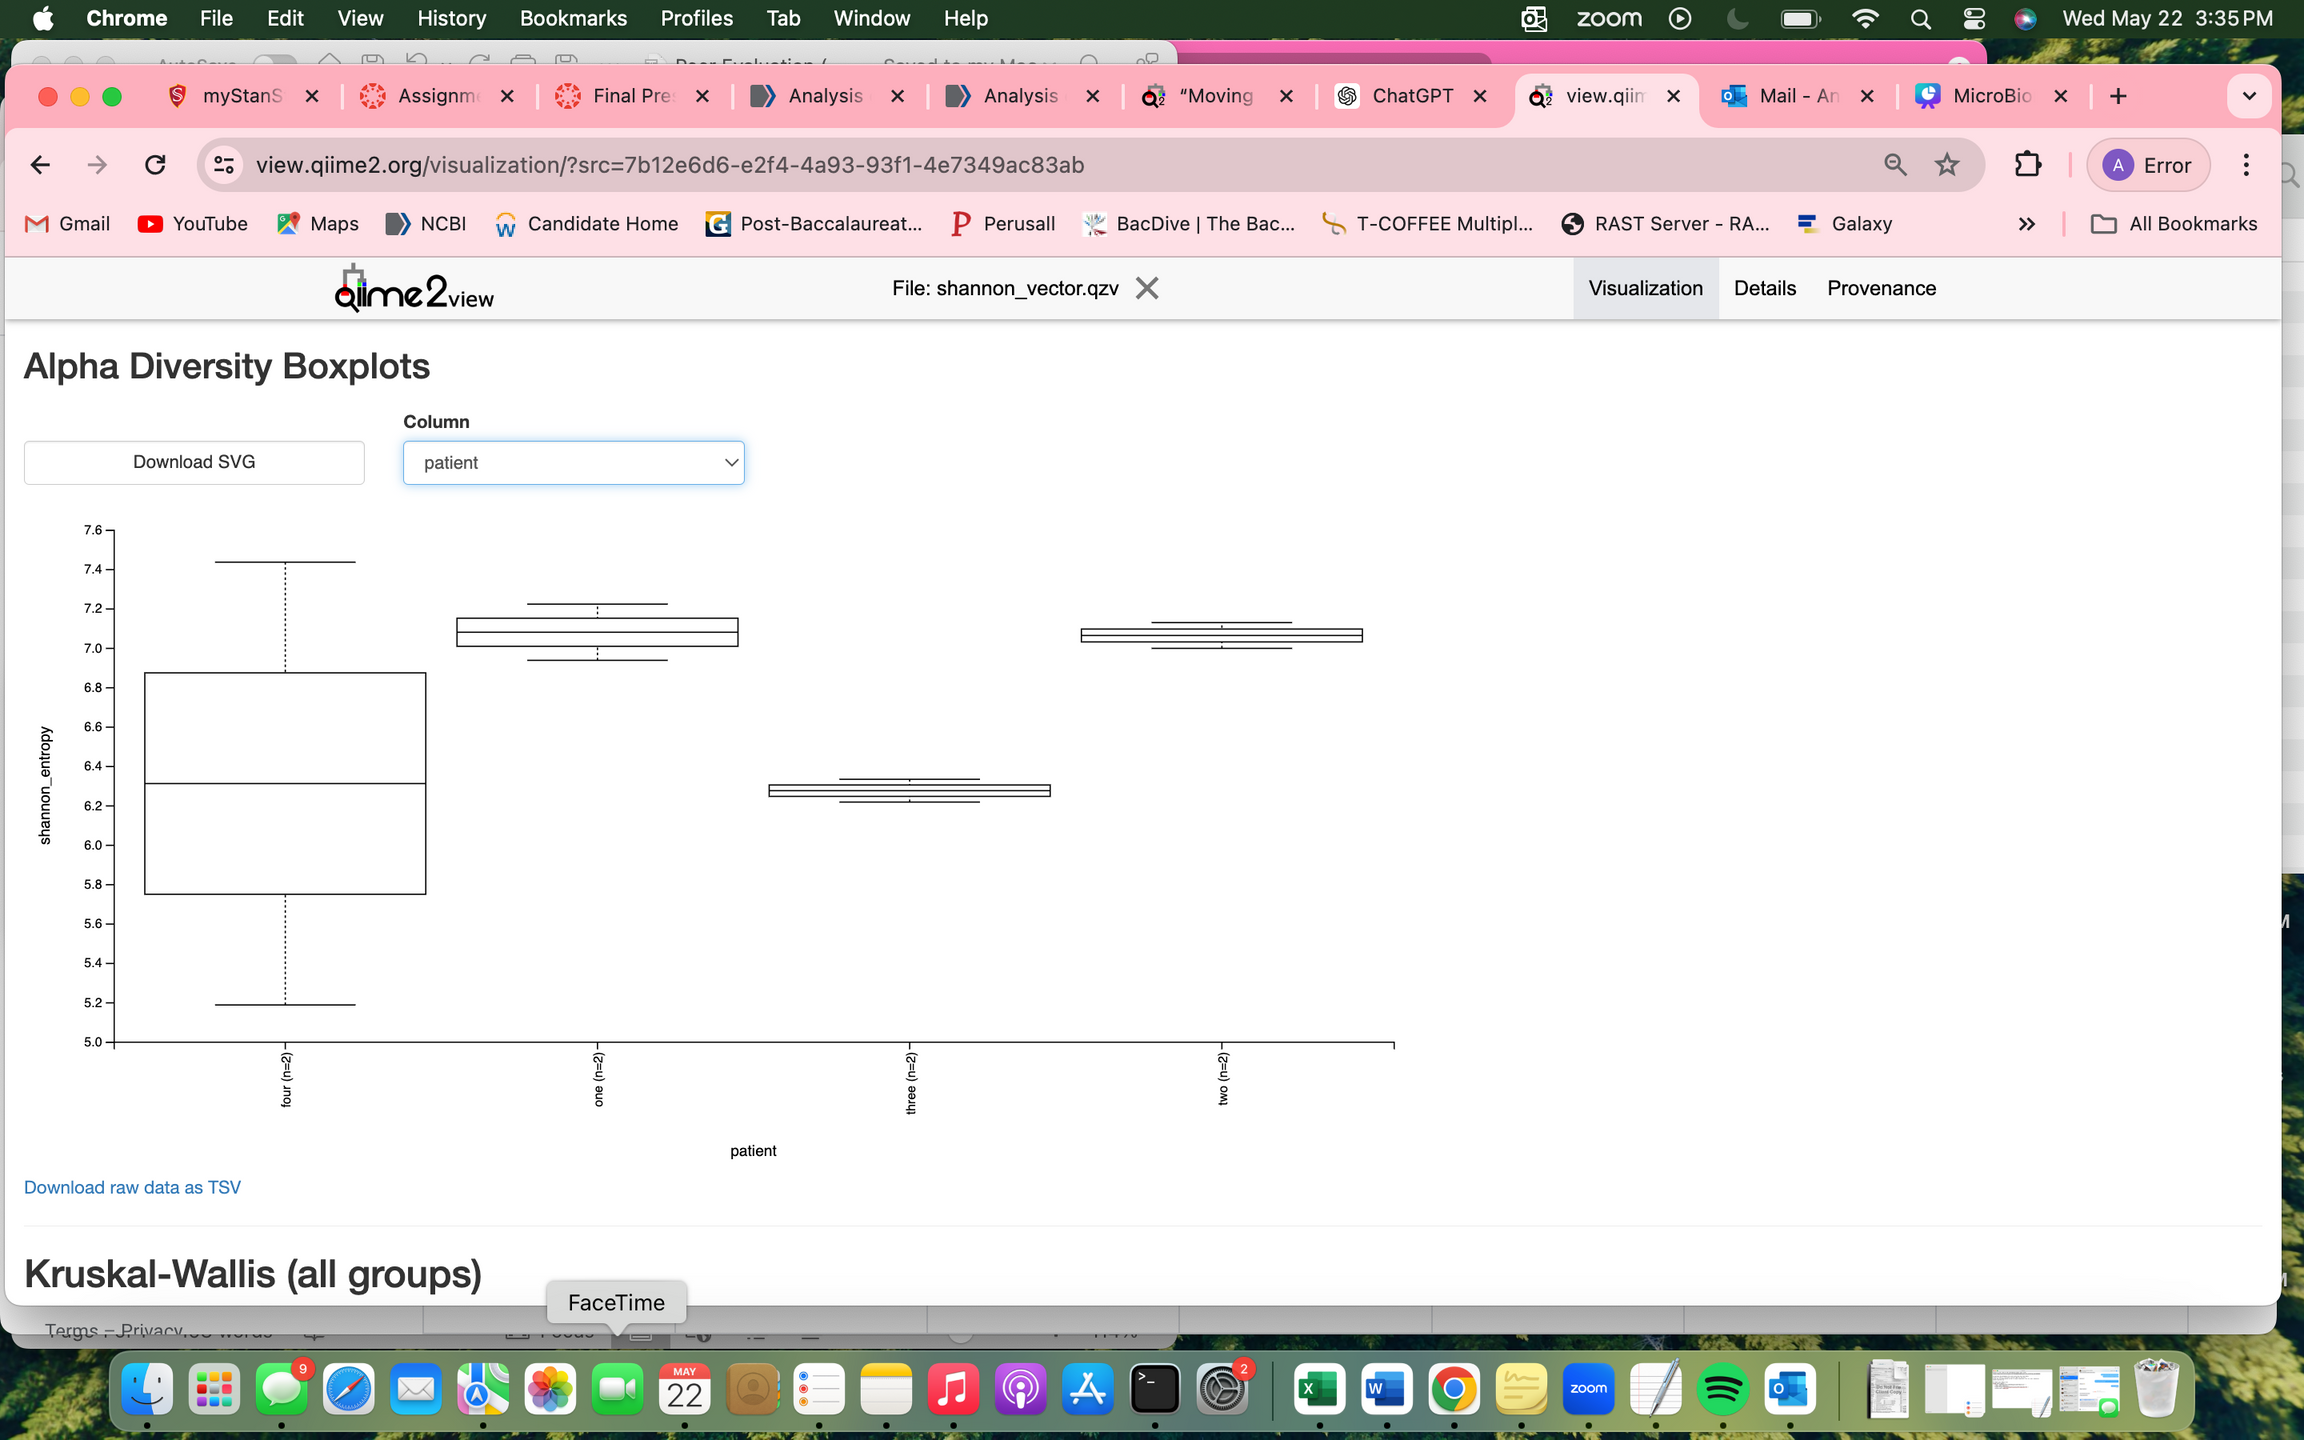 Chrome File Edit View History Bookmarks Profiles Tab Window Help zoom Wed May 22 3:35 PM
myStanS Assignm Final Pre Analysis Analysis “Moving ChatGPT view.qiim Mail - An MicroBio
view.qiime2.org/visualization/?src=7b12e6d6-e2f4-4a93-93f1-4e7349ac83ab A Error
Gmail YouTube Maps NCBI Candidate Home Post-Baccalaureat... Perusall BacDive | The Bac... T-COFFEE Multipl... RAST Server - RA... Galaxy » All Bookmarks
qiime2view File: shannon_vector.qzv Visualization Details Provenance
Alpha Diversity Boxplots
Column
Download SVG patient
7.6
7.4
7.2
7.0
6.8
6.6
6.4
6.2
6.0
5.8
5.6
5.4
5.2
5.0
shannon_entropy
four (n=2) one (n=2) three (n=2) two (n=2)
patient
Download raw data as TSV
Kruskal-Wallis (all groups)
FaceTime
9 MAY 22 2 zoom